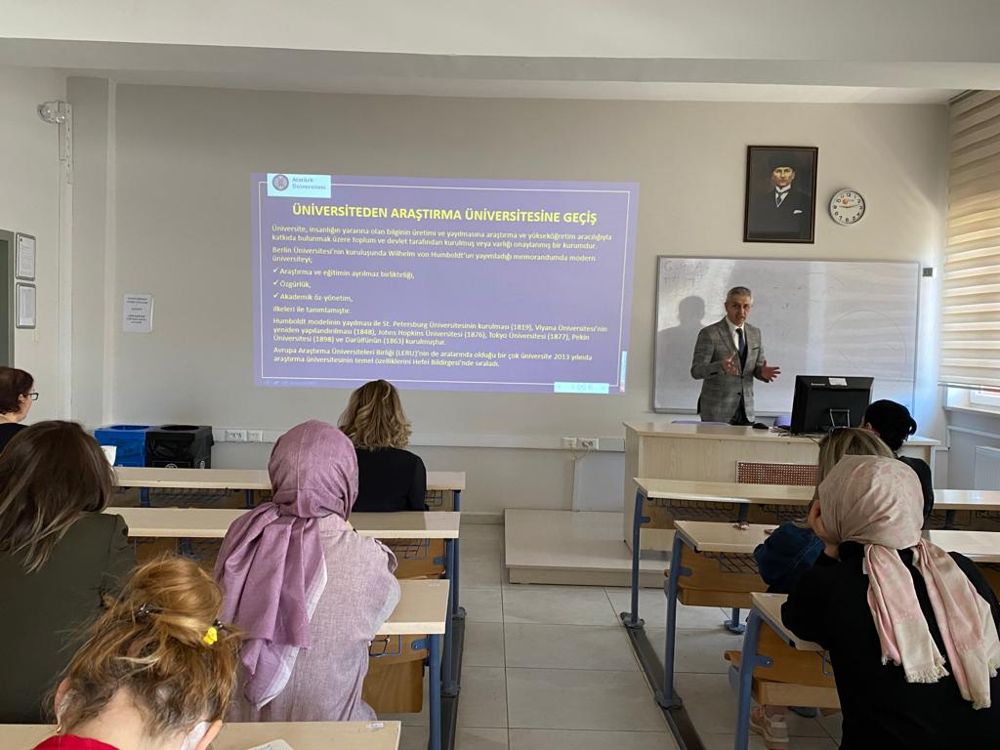 Atatürk
Üniversitesi
ÜNİVERSİTEDEN ARAŞTIRMA ÜNİVERSİTESİNE GEÇİŞ
Üniversite, insanlığın yararına olan bilginin üretimi ve yayılmasına araştırma ve yükseköğretim aracılığıyla
katkıda bulunmak üzere toplum ve devlet tarafından kurulmuş veya varlığı onaylanmış bir kurumdur.
Berlin Üniversitesi'nin kuruluşunda Wilhelm von Humboldt'un yayımladığı memorandumda modern
üniversiteyi;
✓ Araştırma ve eğitimin ayrılmaz birlikteliği,
✓ Özgürlük,
✓ Akademik öz-yönetim,
ilkeleri ile tanımlamıştır.
Humboldt modelinin yayılması ile St. Petersburg Üniversitesinin kurulması (1819), Viyana Üniversitesi'nin
yeniden yapılandırılması (1848), Johns Hopkins Üniversitesi (1876), Tokyo Üniversitesi (1877), Pekin
Üniversitesi (1898) ve Darülfünün (1863) kurulmuştur.
Avrupa Araştırma Üniversiteleri Birliği (LERU)'nin de aralarında olduğu bir çok üniversite 2013 yılında
araştırma üniversitesinin temel özelliklerini Hefei Bildirgesi'nde sıraladı.